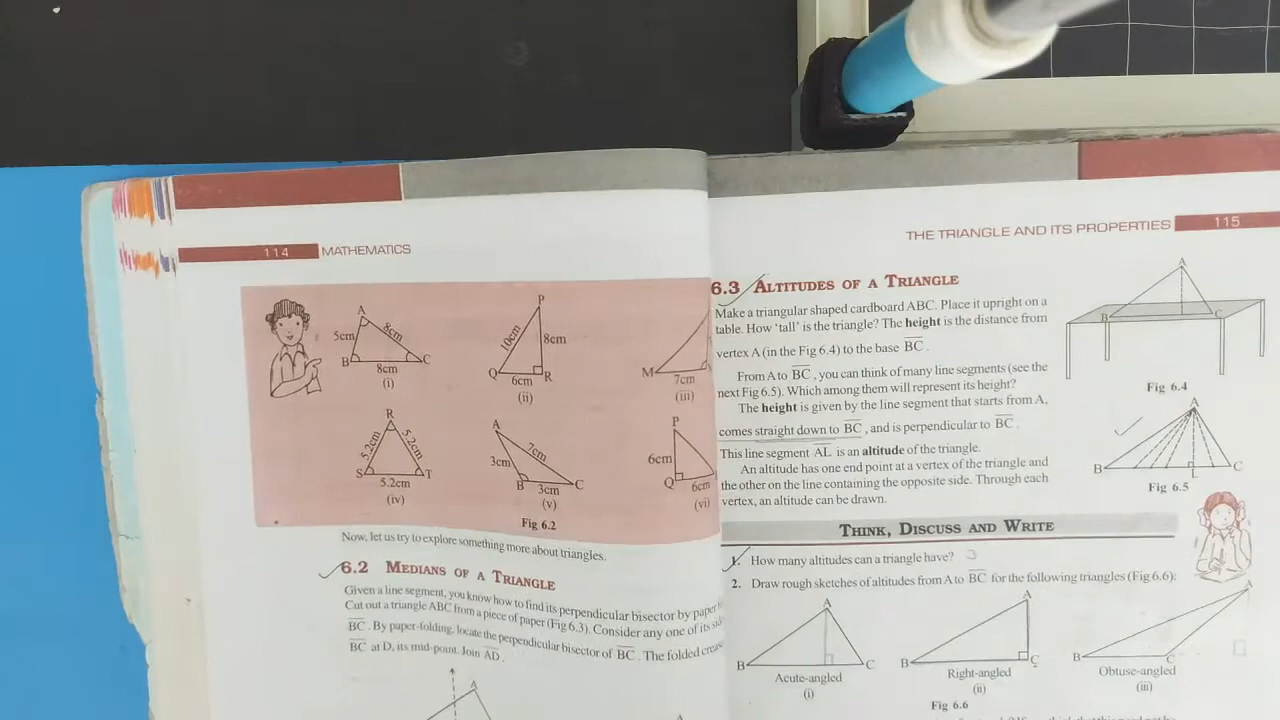 114 MATHEMATICS
A
5cm
8cm
B
C
8cm
(i)
P
10cm
8cm
Q
R
6cm
(ii)
M
7cm
(iii)
R
5.2cm
5.2cm
S
T
5.2cm
(iv)
A
7cm
3cm
B
3cm
C
(v)
P
6cm
Q
6cm
(vi)
Fig 6.2
Now, let us try to explore something more about triangles.
6.2 MEDIANS OF A TRIANGLE
Given a line segment, you know how to find its perpendicular bisector by paper
Cut out a triangle ABC from a piece of paper (Fig 6.3). Consider any one of its
BC. By paper-folding, locate the perpendicular bisector of BC. The folded
BC at D, its mid-point. Join AD.
A
THE TRIANGLE AND ITS PROPERTIES 115
6.3 ALTITUDES OF A TRIANGLE
Make a triangular shaped cardboard ABC. Place it upright on a
table. How 'tall' is the triangle? The height is the distance from
vertex A (in the Fig 6.4) to the base BC.
From A to BC, you can think of many line segments (see the
next Fig 6.5). Which among them will represent its height?
The height is given by the line segment that starts from A,
comes straight down to BC, and is perpendicular to BC.
This line segment AL is an altitude of the triangle.
An altitude has one end point at a vertex of the triangle and
the other on the line containing the opposite side. Through each
vertex, an altitude can be drawn.
A
B
C
Fig 6.4
A
B
L
C
Fig 6.5
THINK, DISCUSS AND WRITE
1. How many altitudes can a triangle have? 3
2. Draw rough sketches of altitudes from A to BC for the following triangles (Fig 6.6):
A
B
C
Acute-angled
(i)
A
B
C
Right-angled
(ii)
A
B
C
Obtuse-angled
(iii)
Fig 6.6